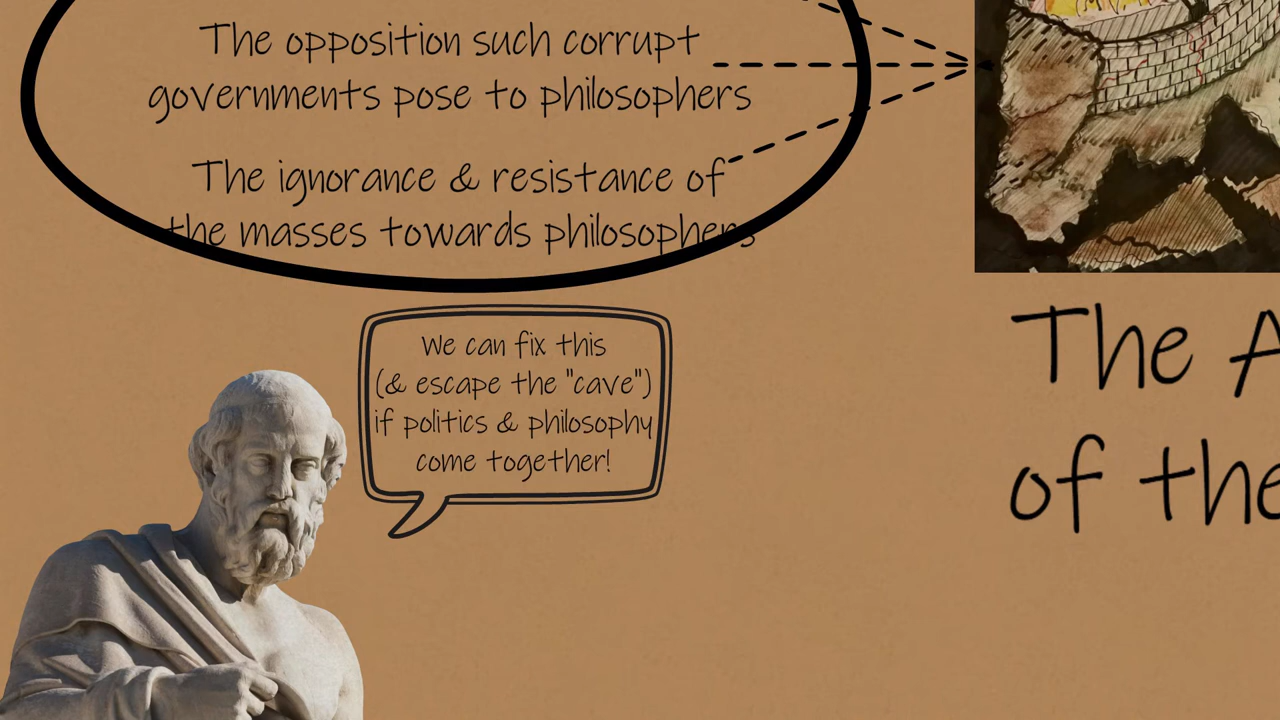 The opposition such corrupt
governments pose to philosophers
The ignorance & resistance of
the masses towards philosophers
We can fix this
(& escape the "cave")
if politics & philosophy
come together!
The A
of the